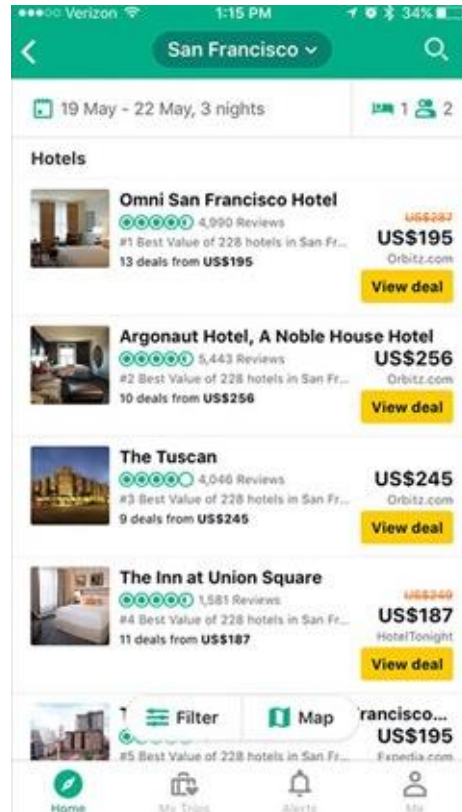 Verizon 1:15 PM 34%
San Francisco
19 May - 22 May, 3 nights 1 2
Hotels
Omni San Francisco Hotel
4,990 Reviews US$287
#1 Best Value of 228 hotels in San Fr... US$195
13 deals from US$195 Orbitz.com
View deal
Argonaut Hotel, A Noble House Hotel
5,443 Reviews US$256
#2 Best Value of 228 hotels in San Fr... Orbitz.com
10 deals from US$256
View deal
The Tuscan
4,046 Reviews US$245
#3 Best Value of 228 hotels in San Fr... Orbitz.com
9 deals from US$245
View deal
The Inn at Union Square
1,581 Reviews US$249
#4 Best Value of 228 hotels in San Fr... US$187
11 deals from US$187 HotelTonight
View deal
Filter Map rancisco...
US$195
#5 Best Value of 228 hotels in San Fr... Expedia.com
Home My Trips Alerts Me